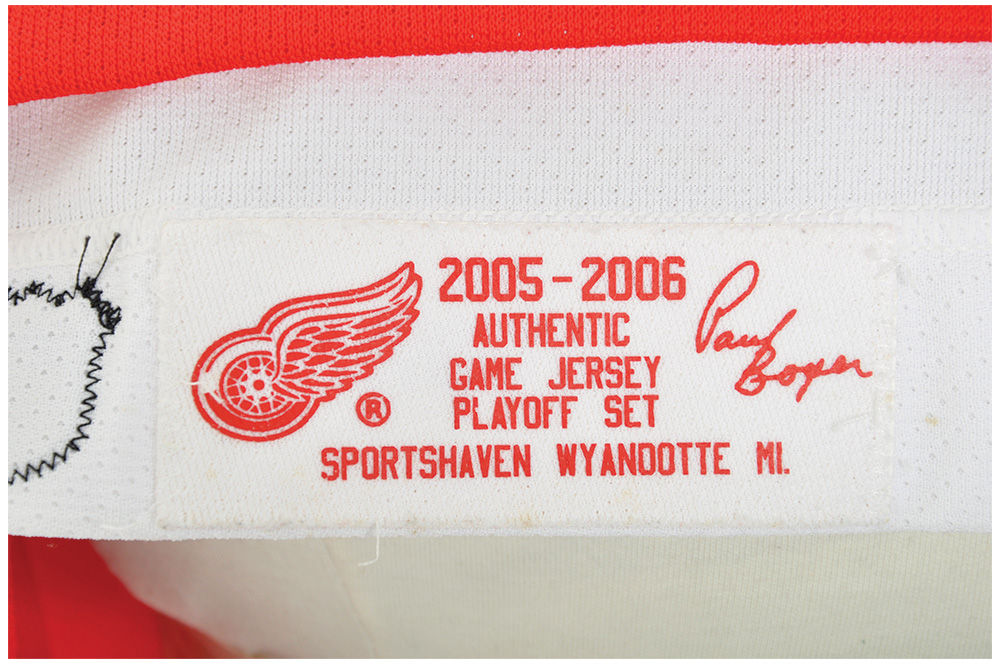 2005-2006
AUTHENTIC
GAME JERSEY
PLAYOFF SET
SPORTSHAVEN WYANDOTTE MI.
Paul
Boyer
®